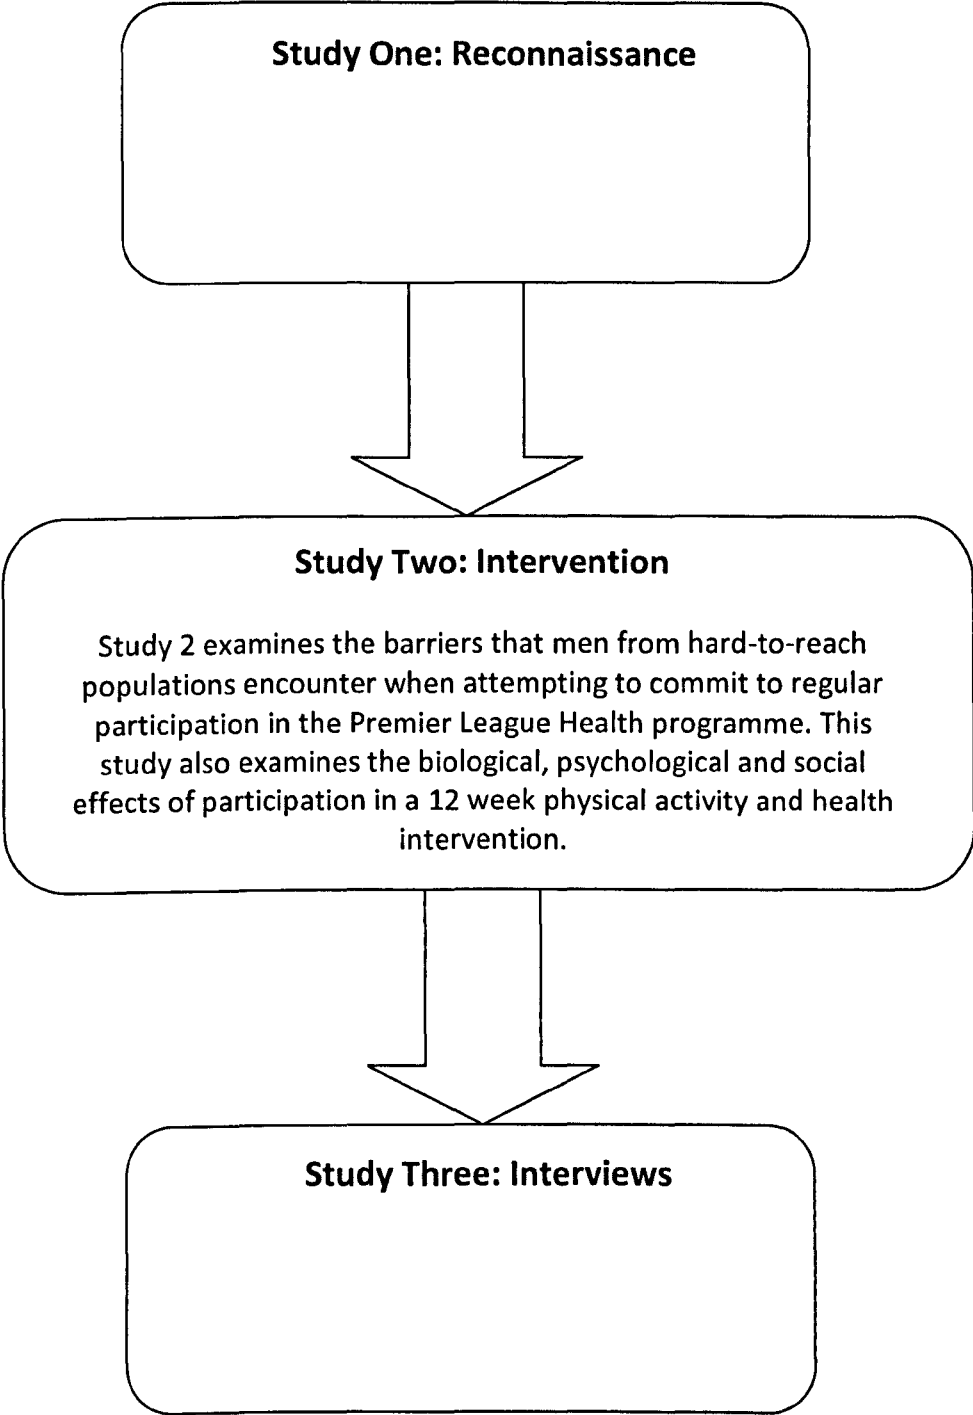 Study One: Reconnaissance
Study Two: Intervention
Study 2 examines the barriers that men from hard-to-reach
populations encounter when attempting to commit to regular
participation in the Premier League Health programme. This
study also examines the biological, psychological and social
effects of participation in a 12 week physical activity and health
intervention.
Study Three: Interviews